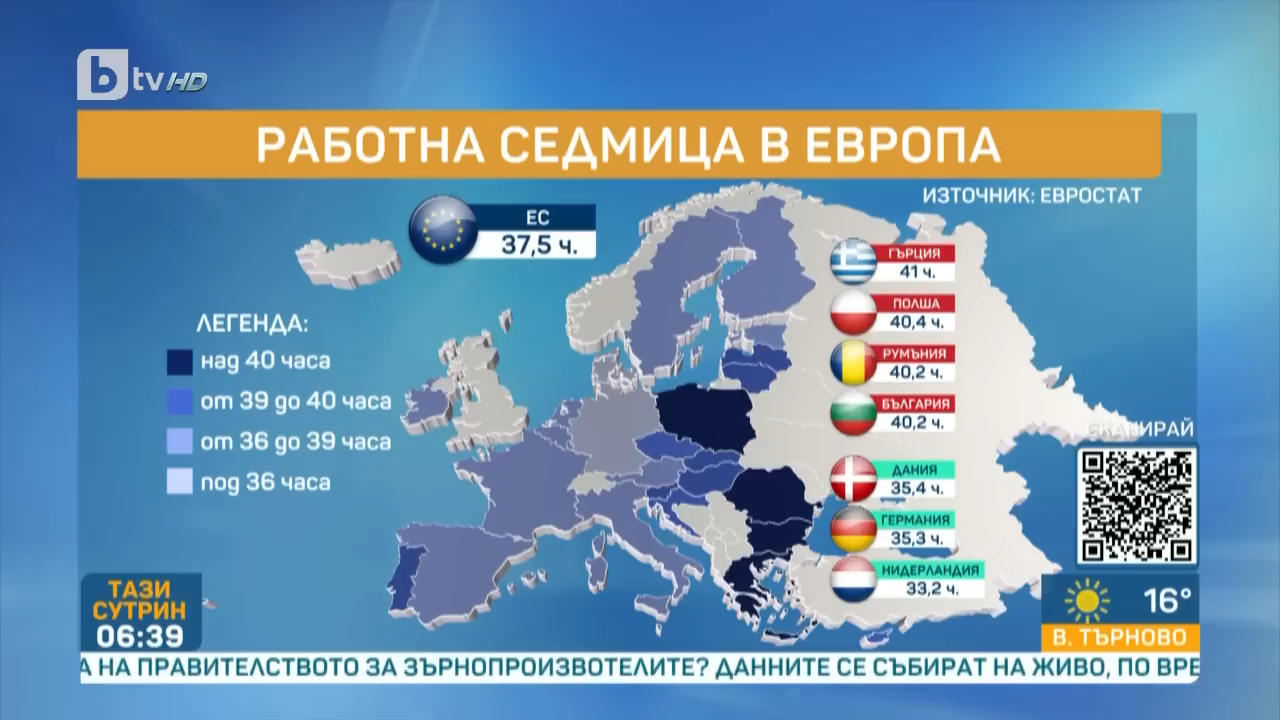 btv HD
РАБОТНА СЕДМИЦА В ЕВРОПА
ИЗТОЧНИК: ЕВРОСТАТ
ЕС
37,5 ч.
ЛЕГЕНДА:
над 40 часа
от 39 до 40 часа
от 36 до 39 часа
под 36 часа
ГЪРЦИЯ
41 ч.
ПОЛША
40,4 ч.
РУМЪНИЯ
40,2 ч.
БЪЛГАРИЯ
40,2 ч.
ДАНИЯ
35,4 ч.
ГЕРМАНИЯ
35,3 ч.
НИДЕРЛАНДИЯ
33,2 ч.
СКАНИРАЙ
ТАЗИ
СУТРИН
06:39
16°
В. ТЪРНОВО
А НА ПРАВИТЕЛСТВОТО ЗА ЗЪРНОПРОИЗВОТЕЛИТЕ? ДАННИТЕ СЕ СЪБИРАТ НА ЖИВО, ПО ВРЕ